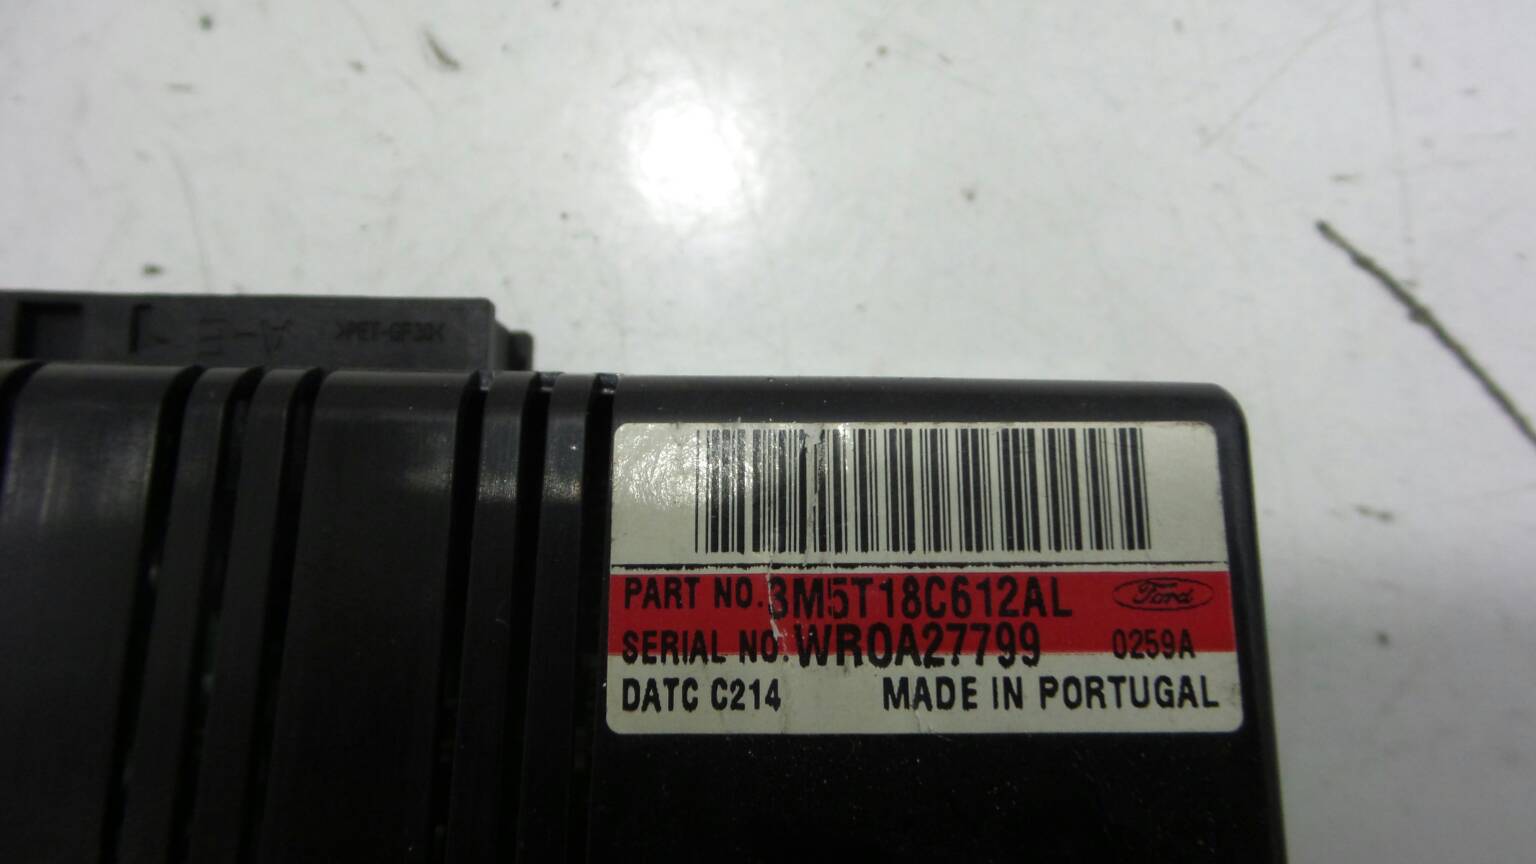 >PET-GF30<
PART NO. 3M5T18C612AL Ford
SERIAL NO. WR0A27799 0259A
DATC C214 MADE IN PORTUGAL